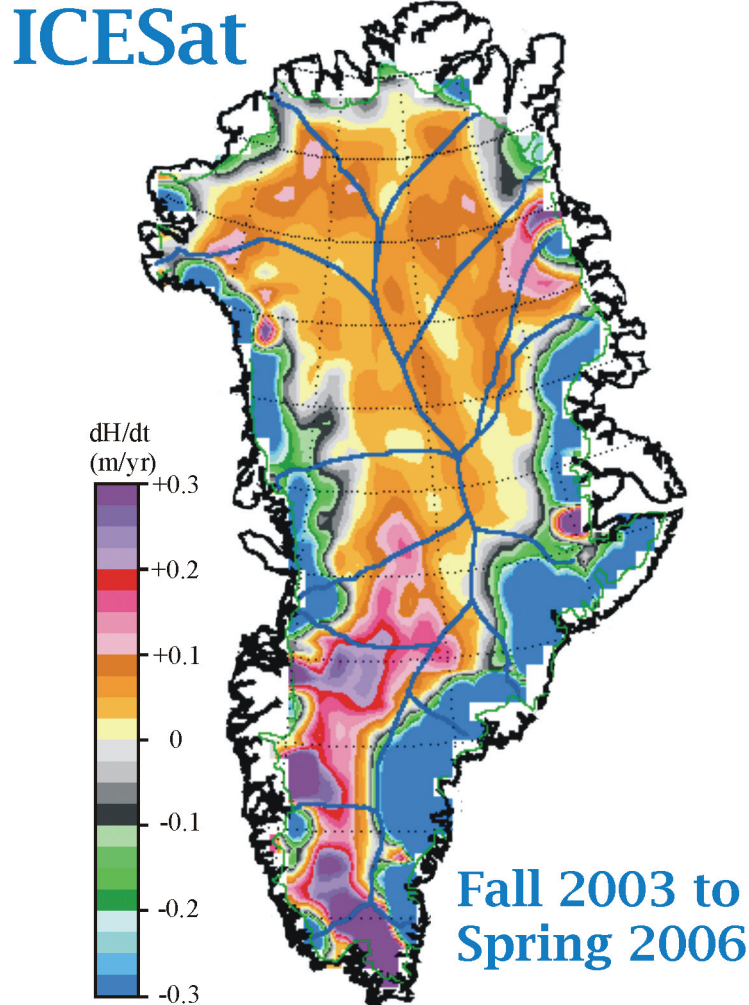 ICESat
dH/dt
(m/yr)
+0.3
+0.2
+0.1
0
-0.1
-0.2
-0.3
Fall 2003 to
Spring 2006